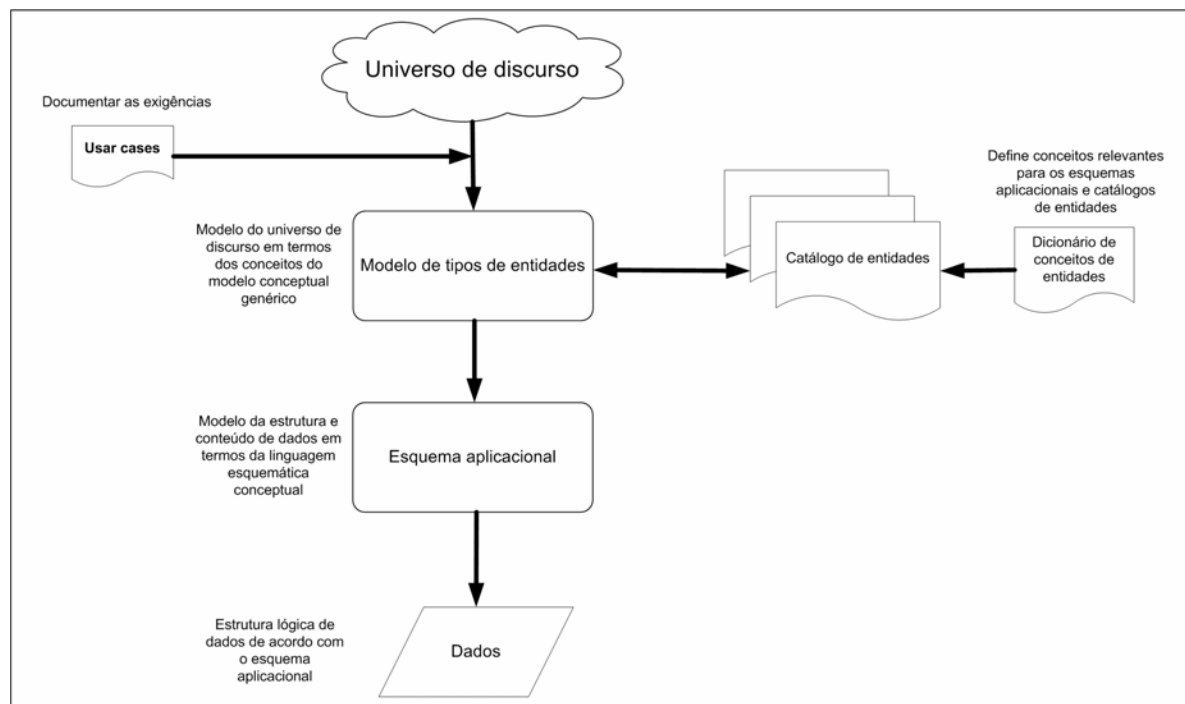 Universo de discurso
Documentar as exigências
Usar cases
Define conceitos relevantes
para os esquemas
aplicacionais e catálogos
de entidades
Modelo do universo de
discurso em termos
dos conceitos do
modelo conceptual
genérico
Modelo de tipos de entidades
Catálogo de entidades
Dicionário de
conceitos de
entidades
Modelo da estrutura e
conteúdo de dados em
termos da linguagem
esquemática
conceptual
Esquema aplicacional
Estrutura lógica de
dados de acordo com
o esquema
aplicacional
Dados